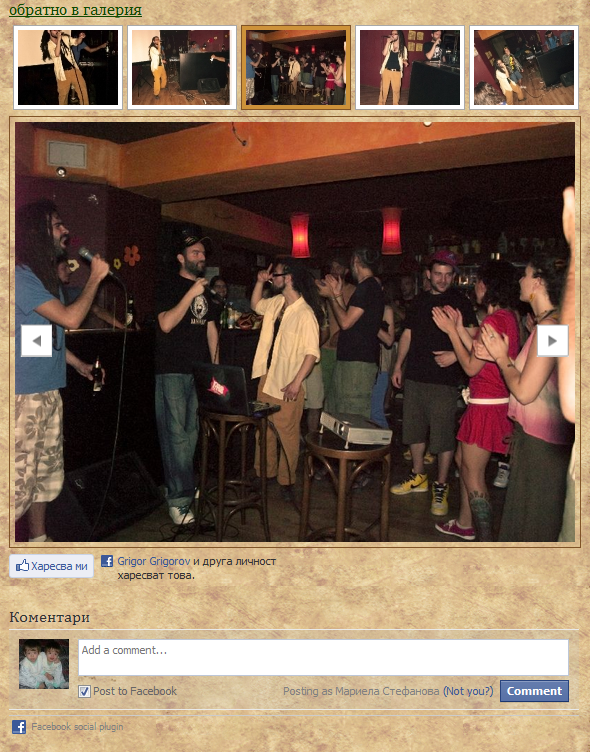 обратно в галерия
Харесва ми
Grigor Grigorov и друга личност
харесват това.
Коментари
Add a comment...
Post to Facebook
Posting as Мариела Стефанова (Not you?)
Comment
Facebook social plugin